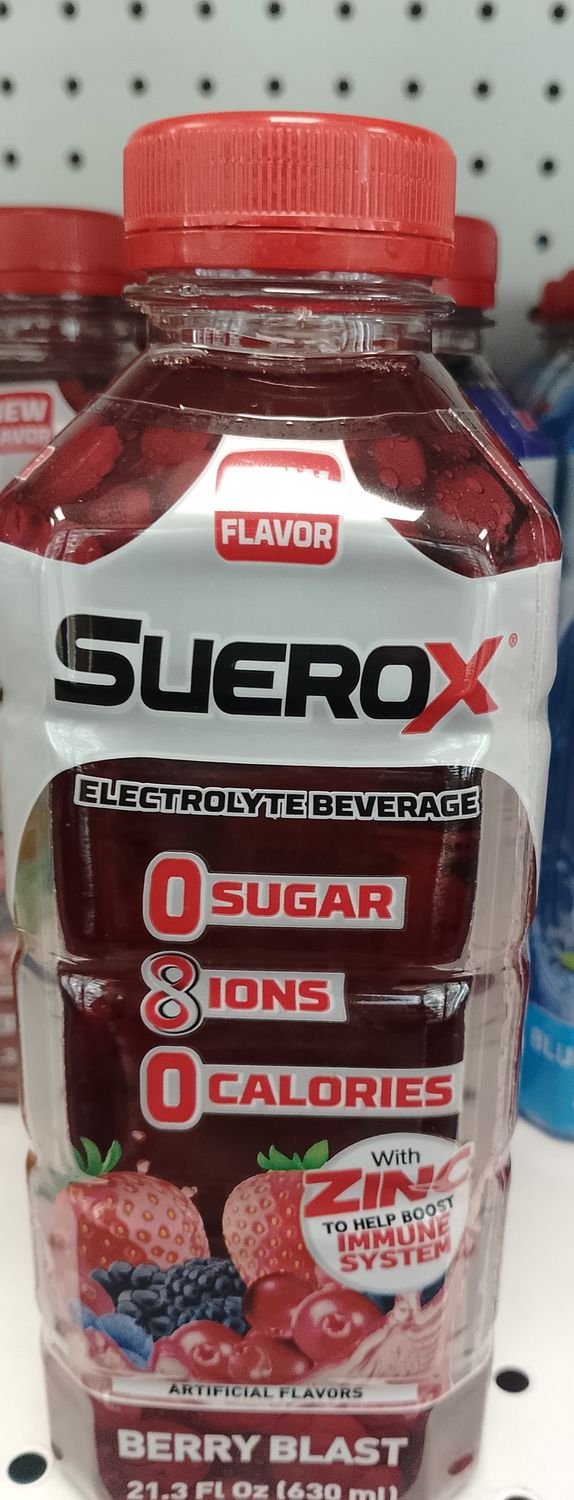 FLAVOR
SUEROX®
ELECTROLYTE BEVERAGE
0 SUGAR
8 IONS
0 CALORIES
With
ZINC
TO HELP BOOST
IMMUNE
SYSTEM
ARTIFICIAL FLAVORS
BERRY BLAST
21.3 Fl Oz (630 ml)